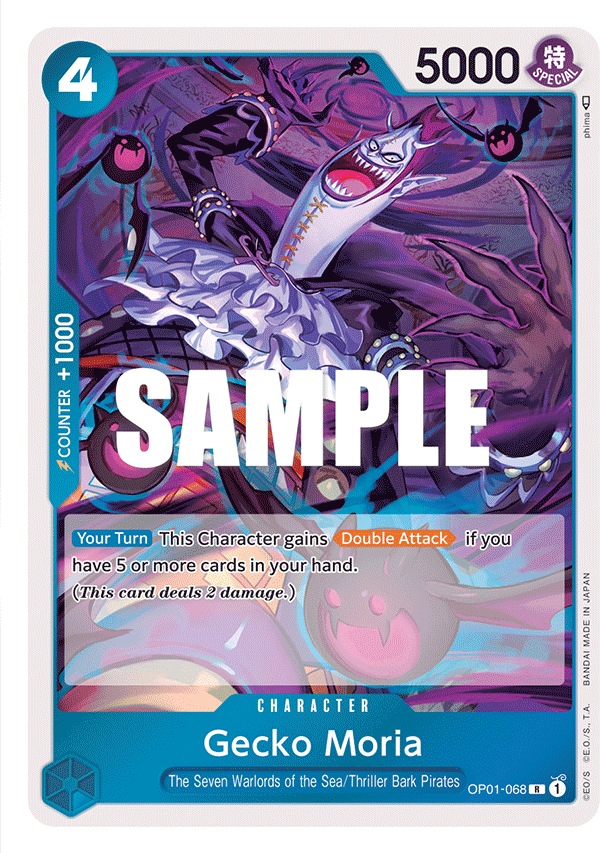 4
5000
特
SPECIAL
phima
COUNTER +1000
SAMPLE
Your Turn This Character gains Double Attack if you
have 5 or more cards in your hand.
(This card deals 2 damage.)
CHARACTER
Gecko Moria
The Seven Warlords of the Sea/Thriller Bark Pirates
OP01-068 R 1
©E.O/S ©E.O./S., T.A. BANDAI MADE IN JAPAN